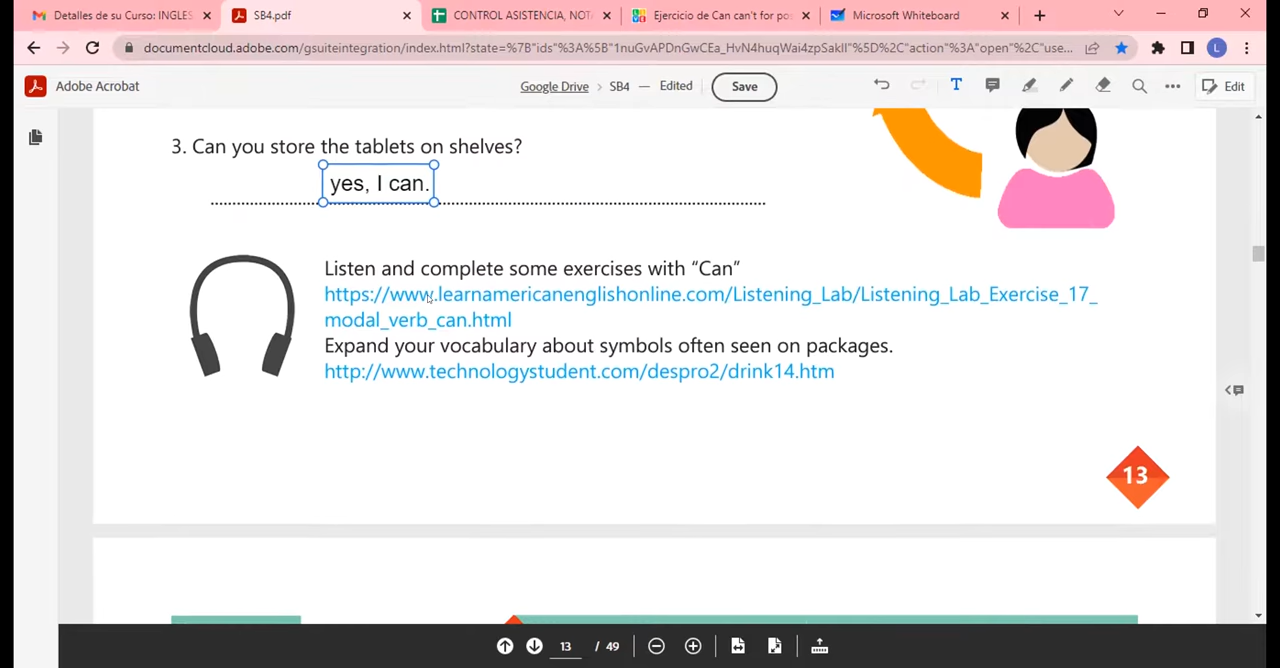 Detalles de su Curso: INGLES
SB4.pdf
CONTROL ASISTENCIA, NOT
Ejercicio de Can can't for po
Microsoft Whiteboard
documentcloud.adobe.com/gsuiteintegration/index.html?state=%7B"ids"%3A%5B"1nuGvAPDnGwCEa_HvN4huqWai4zpSakIl"%5D%2C"action"%3A"open"%2C"use...
L
Adobe Acrobat
Google Drive > SB4 — Edited
Save
T
Edit
3. Can you store the tablets on shelves?
yes, I can.
Listen and complete some exercises with “Can”
https://www.learnamericanenglishonline.com/Listening_Lab/Listening_Lab_Exercise_17_
modal_verb_can.html
Expand your vocabulary about symbols often seen on packages.
http://www.technologystudent.com/despro2/drink14.htm
13
13 / 49